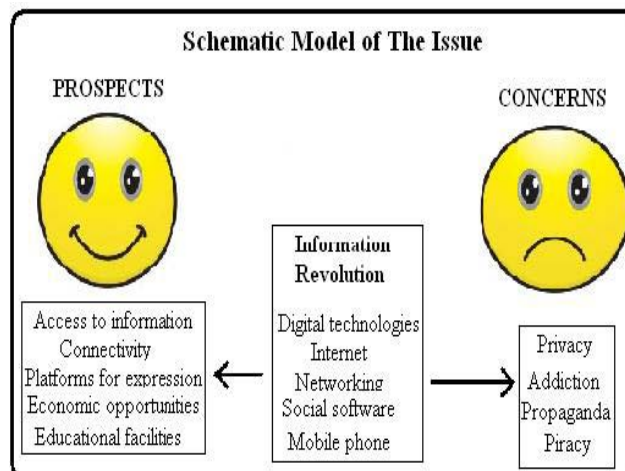 Schematic Model of The Issue
PROSPECTS
CONCERNS
Information
Revolution
Digital technologies
Internet
Networking
Social software
Mobile phone
Access to information
Connectivity
Platforms for expression
Economic opportunities
Educational facilities
Privacy
Addiction
Propaganda
Piracy